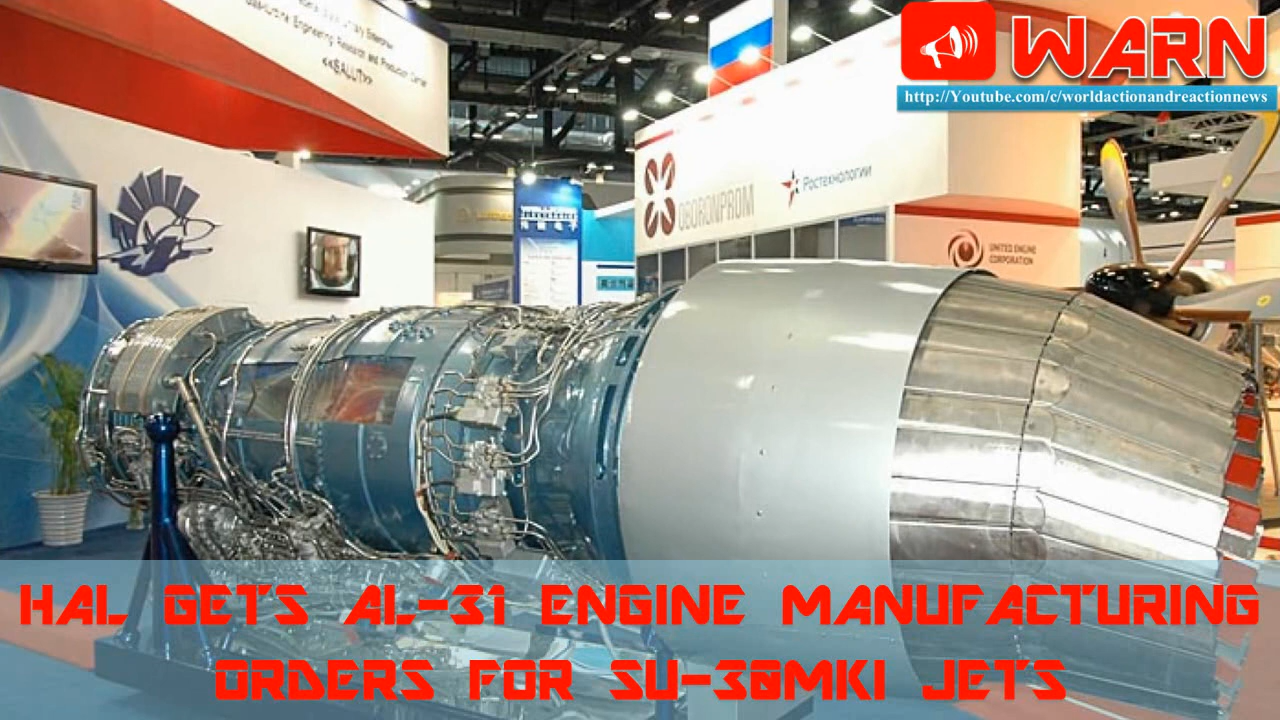 Engineering Research and Production Center
«SALUT»
WARN
http://Youtube.com/c/worldactionandreactionnews
OBORONPROM
Ростехнологии
UNITED ENGINE
CORPORATION
HAL GETS AL-31 ENGINE MANUFACTURING
ORDERS FOR SU-30MKI JETS